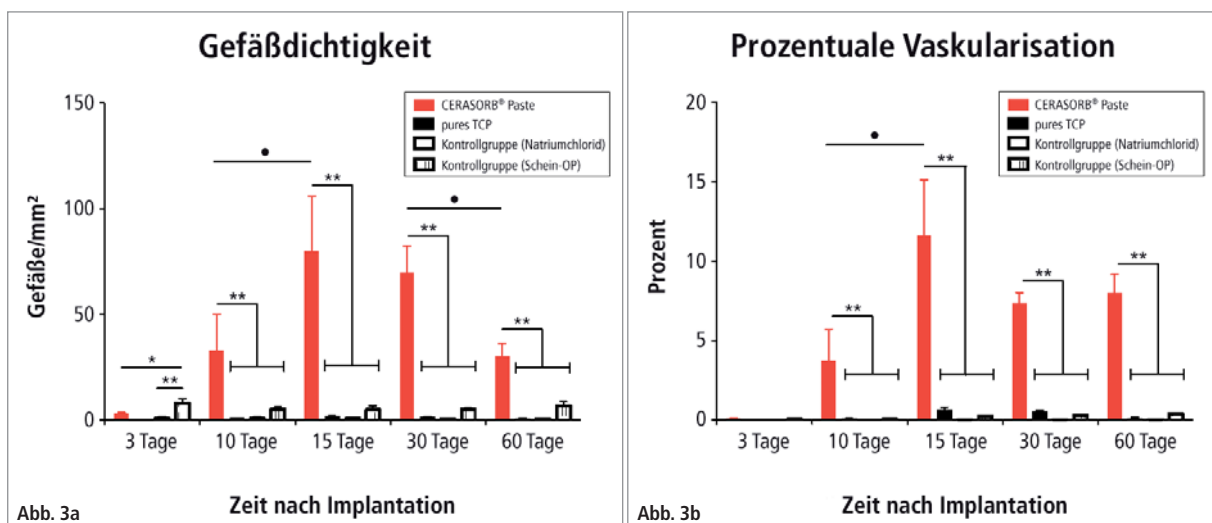 Gefäßdichtigkeit
150
100
50
0
Gefäße/mm²
CERASORB® Paste
pures TCP
Kontrollgruppe (Natriumchlorid)
Kontrollgruppe (Schein-OP)
*
**
**
**
**
**
3 Tage
10 Tage
15 Tage
30 Tage
60 Tage
Zeit nach Implantation
Abb. 3a
Prozentuale Vaskularisation
20
15
10
5
0
Prozent
CERASORB® Paste
pures TCP
Kontrollgruppe (Natriumchlorid)
Kontrollgruppe (Schein-OP)
**
**
**
**
3 Tage
10 Tage
15 Tage
30 Tage
60 Tage
Zeit nach Implantation
Abb. 3b